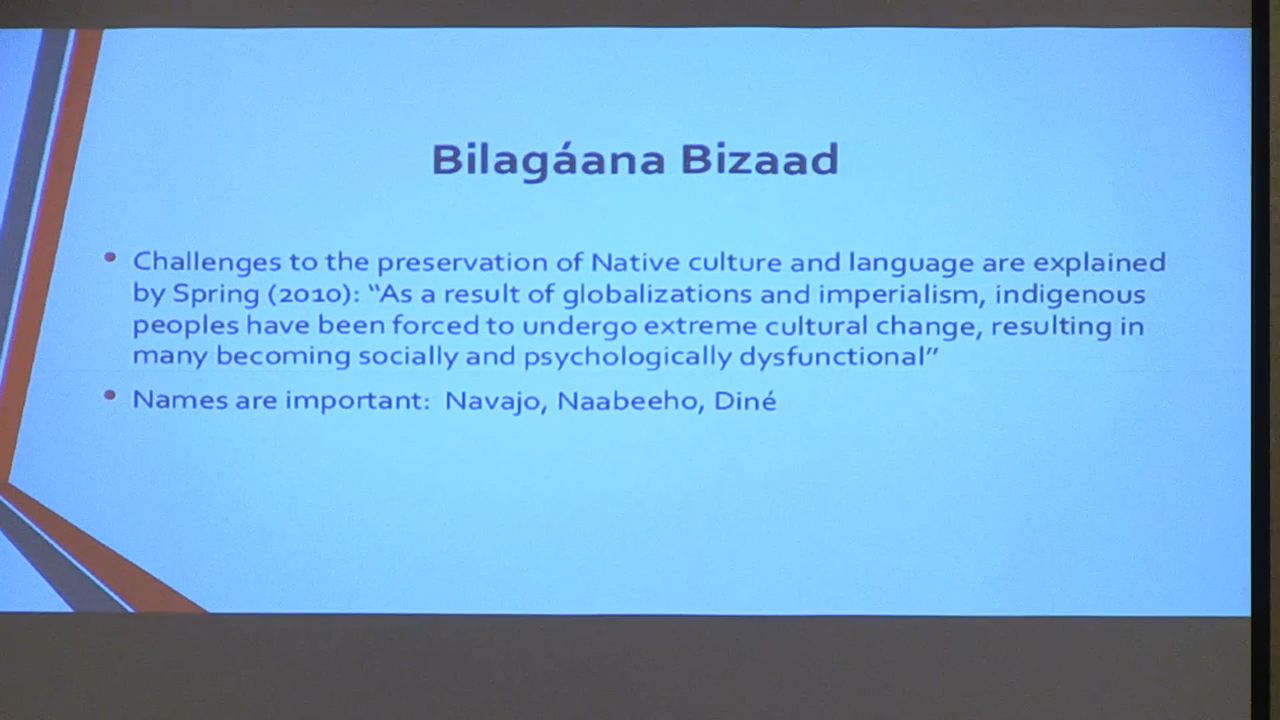 Bilagáana Bizaad
• Challenges to the preservation of Native culture and language are explained
by Spring (2010): “As a result of globalizations and imperialism, indigenous
peoples have been forced to undergo extreme cultural change, resulting in
many becoming socially and psychologically dysfunctional”
• Names are important:  Navajo, Naabeeho, Diné